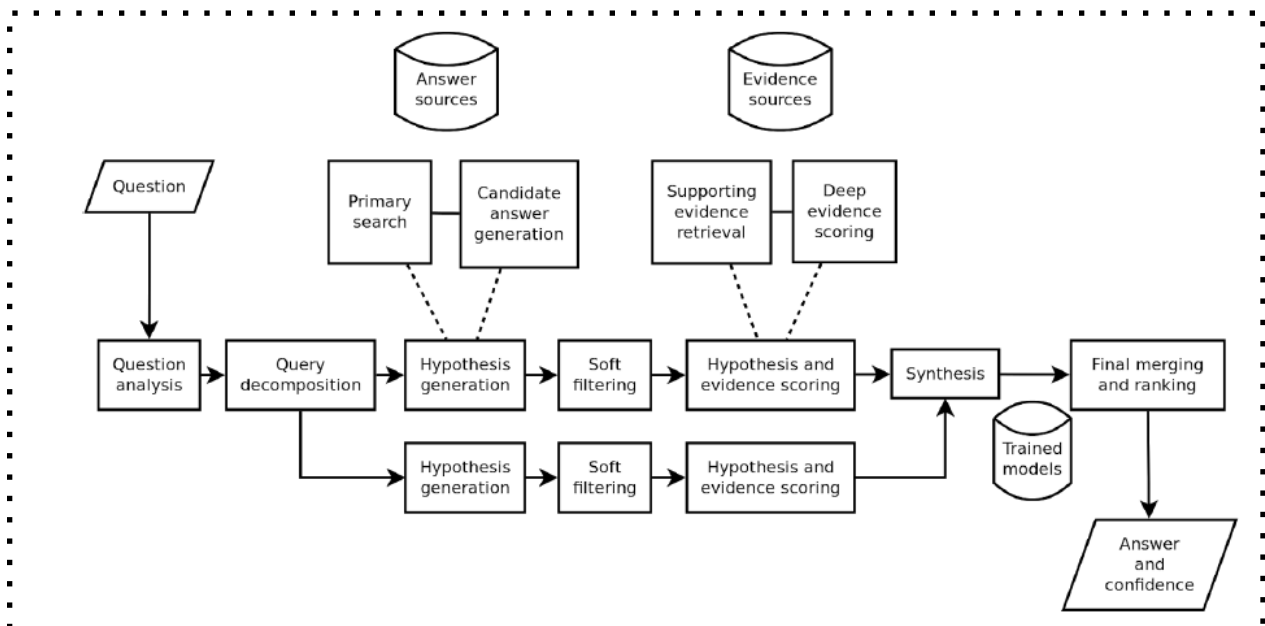 Answer
sources
Evidence
sources
Question
Primary
search
Candidate
answer
generation
Supporting
evidence
retrieval
Deep
evidence
scoring
Question
analysis
Query
decomposition
Hypothesis
generation
Soft
filtering
Hypothesis and
evidence scoring
Synthesis
Final merging
and ranking
Hypothesis
generation
Soft
filtering
Hypothesis and
evidence scoring
Trained
models
Answer
and
confidence